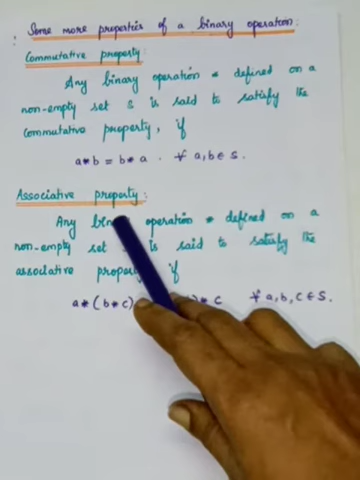 Some more properties of a binary operation:
Commutative property:
Any binary operation * defined on a
non-empty set S is said to satisfy the
commutative property, if
a * b = b * a . ∀ a, b ∈ S.
Associative property:
Any operation * defined on a
non-empty set is said to satisfy the
associative property if
a * (b * c) ) * c ∀ a, b, c ∈ S.